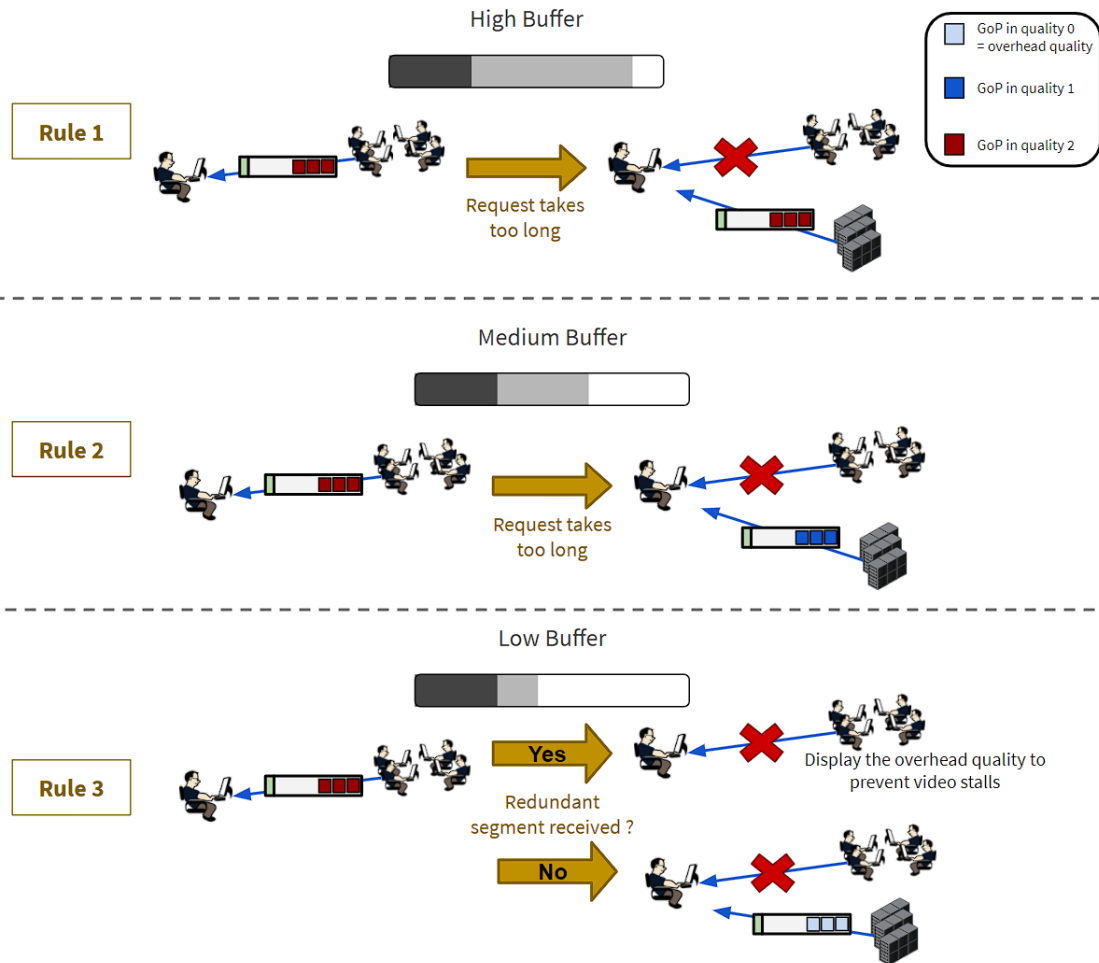 High Buffer
GoP in quality 0
= overhead quality
GoP in quality 1
GoP in quality 2
Rule 1
Request takes
too long
Medium Buffer
Rule 2
Request takes
too long
Low Buffer
Rule 3
Yes
Display the overhead quality to
prevent video stalls
Redundant
segment received ?
No